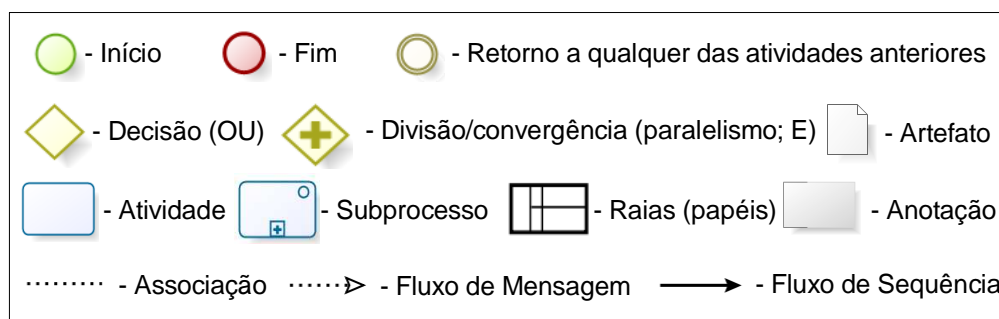 - Início - Fim - Retorno a qualquer das atividades anteriores
- Decisão (OU) - Divisão/convergência (paralelismo; E) - Artefato
- Atividade - Subprocesso - Raias (papéis) - Anotação
- Associação - Fluxo de Mensagem - Fluxo de Sequência